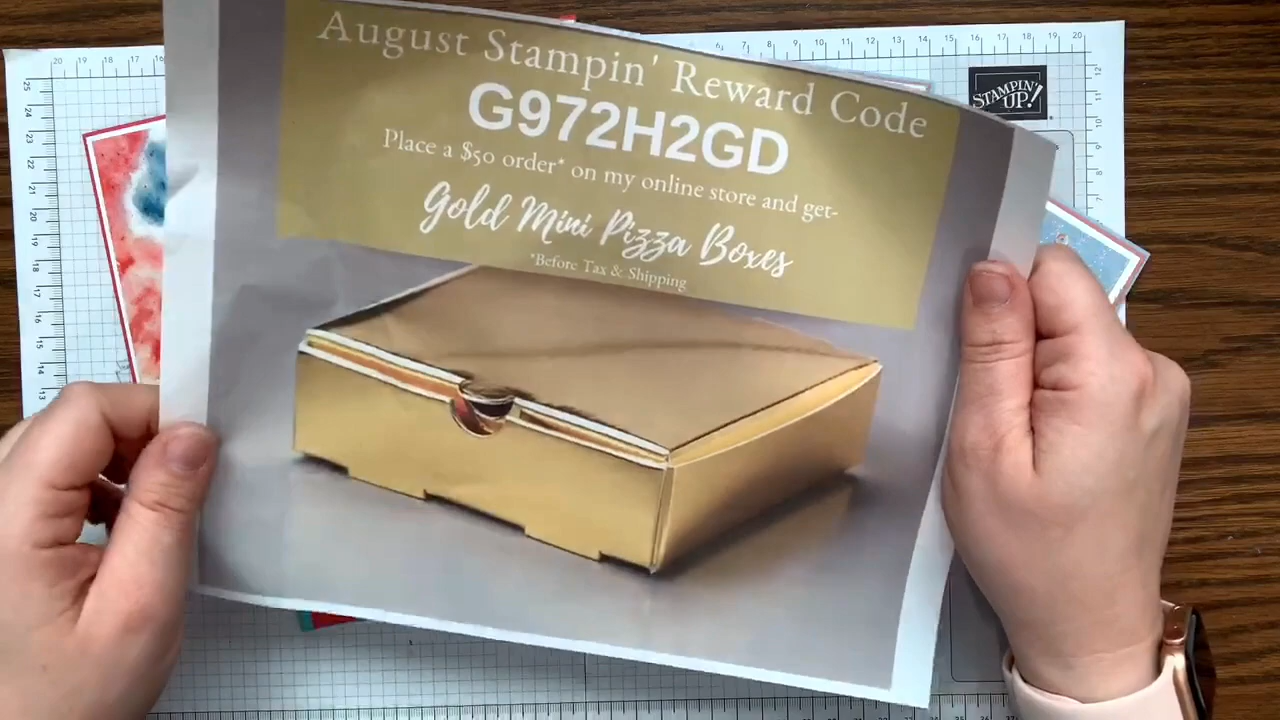 August Stampin' Reward Code
G972H2GD
Place a $50 order* on my online store and get-
Gold Mini Pizza Boxes
*Before Tax & Shipping
STAMPIN' UP!